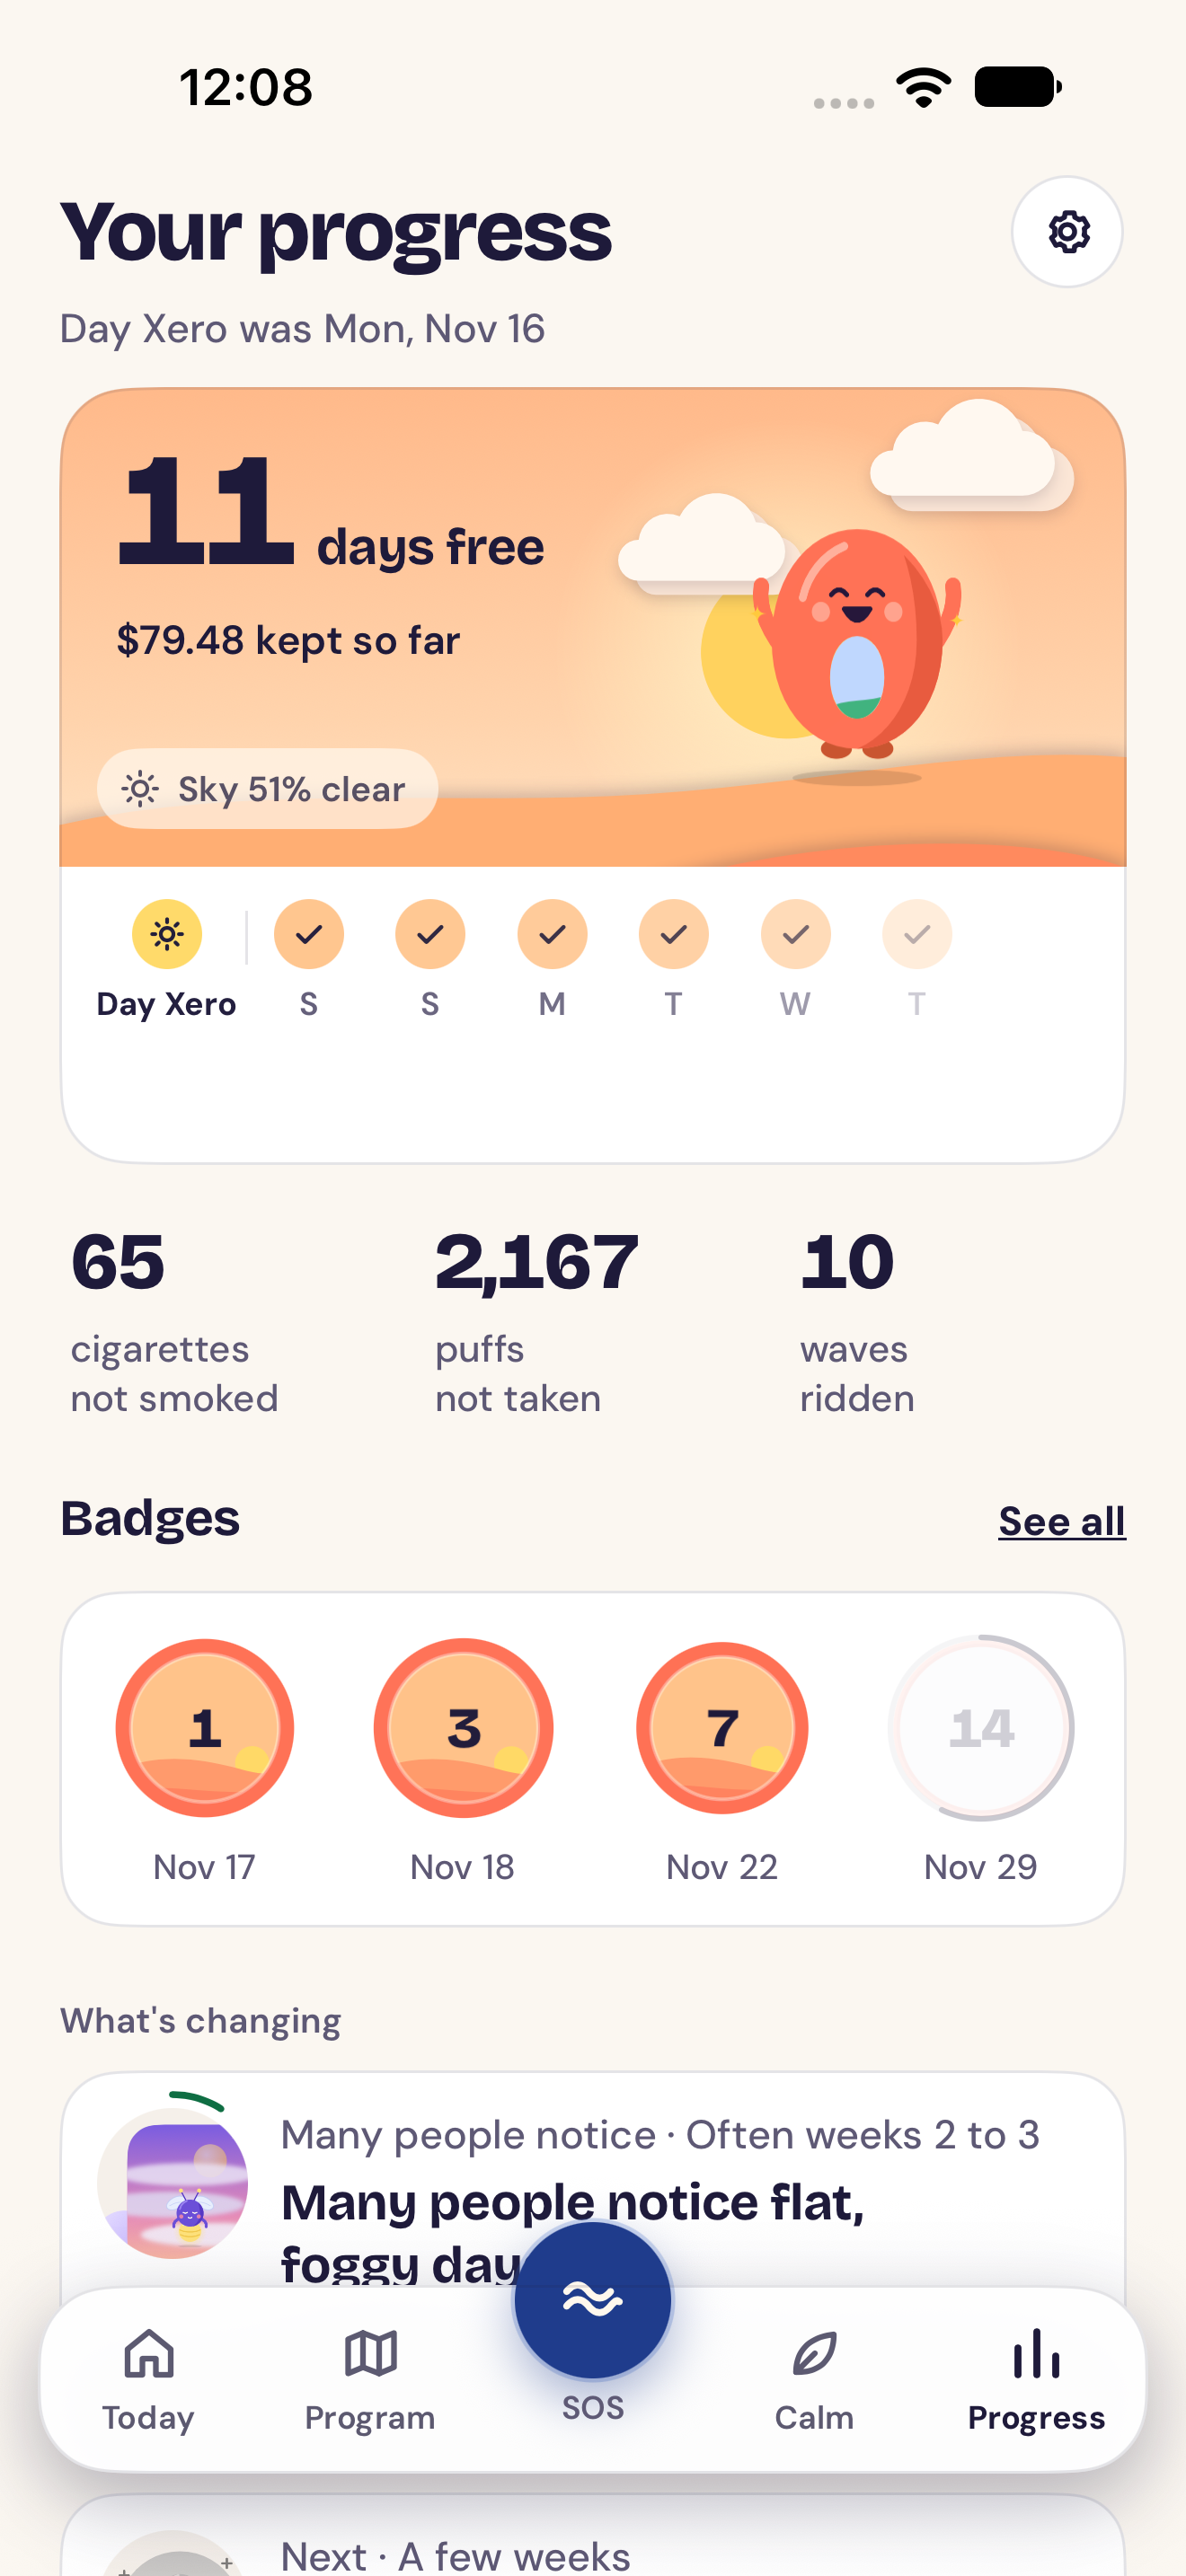 12:08
Your progress
Day Xero was Mon, Nov 16
11 days free
$79.48 kept so far
Sky 51% clear
Day Xero S S M T W T
65 2,167 10
cigarettes puffs waves
not smoked not taken ridden
Badges See all
1 3 7 14
Nov 17 Nov 18 Nov 22 Nov 29
What's changing
Many people notice · Often weeks 2 to 3
Many people notice flat,
foggy day
Today Program SOS Calm Progress
Next · A few weeks